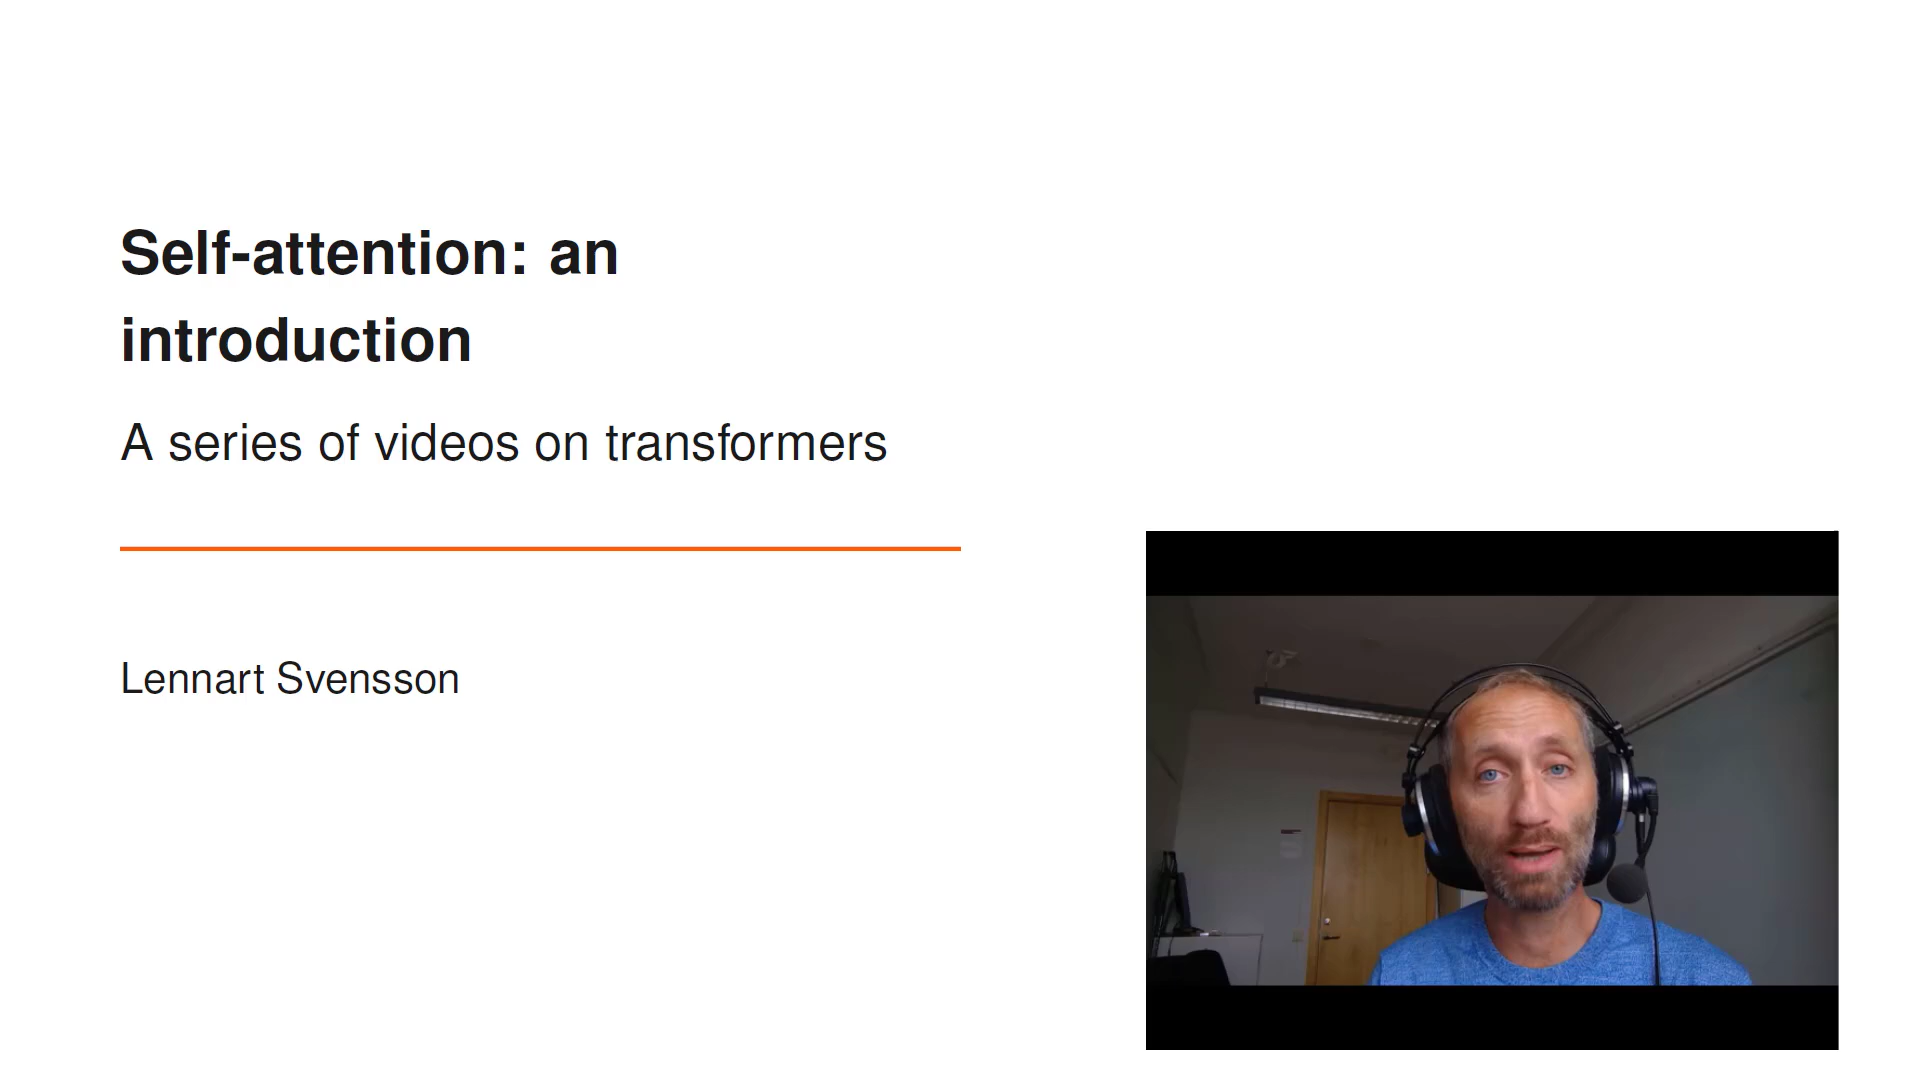 Self-attention: an
introduction
A series of videos on transformers
Lennart Svensson